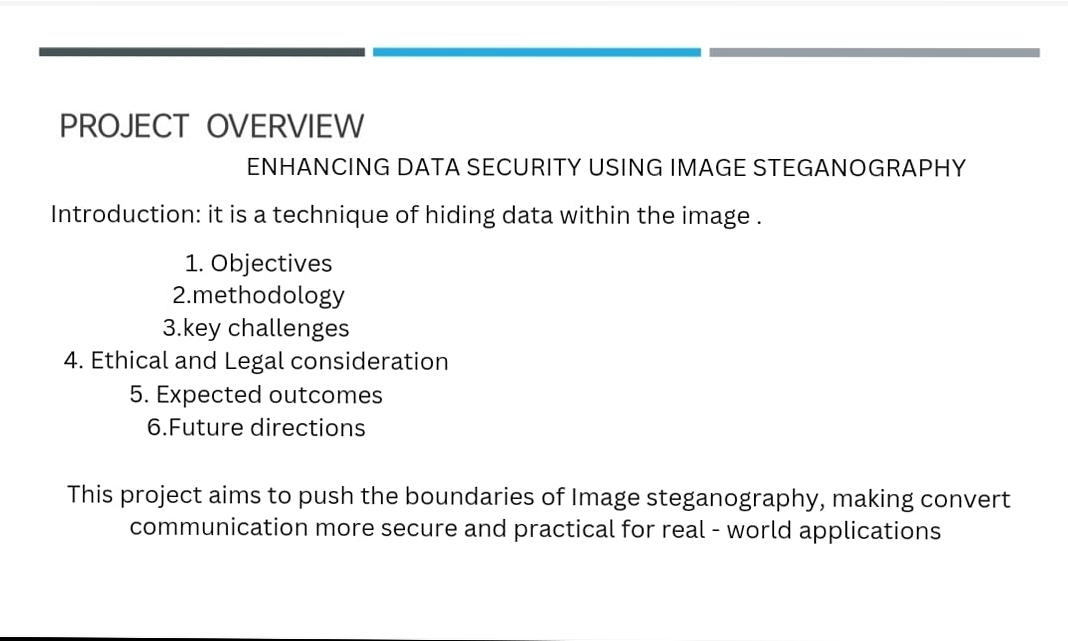 PROJECT OVERVIEW
ENHANCING DATA SECURITY USING IMAGE STEGANOGRAPHY
Introduction: it is a technique of hiding data within the image .
1. Objectives
2.methodology
3.key challenges
4. Ethical and Legal consideration
5. Expected outcomes
6.Future directions
This project aims to push the boundaries of Image steganography, making convert
communication more secure and practical for real - world applications